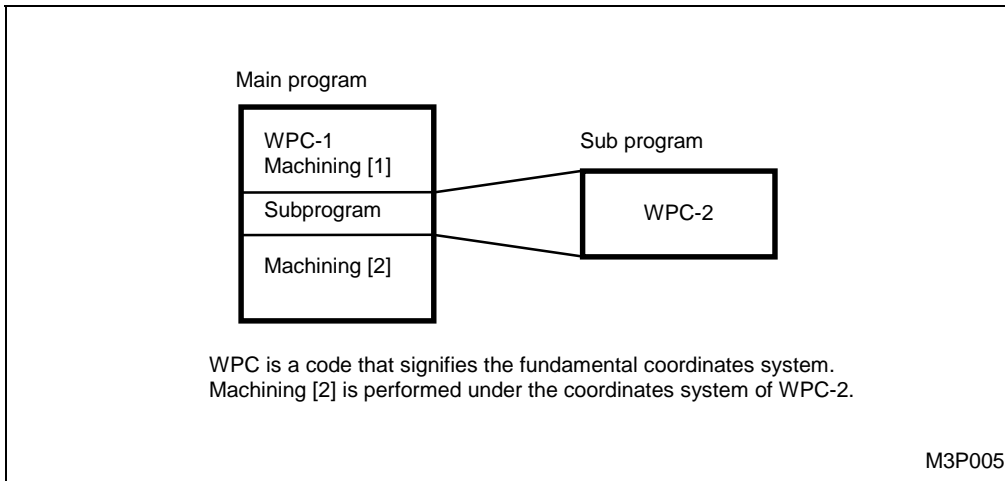 Main program
WPC-1
Machining [1]
Sub program
Subprogram
WPC-2
Machining [2]
WPC is a code that signifies the fundamental coordinates system.
Machining [2] is performed under the coordinates system of WPC-2.
M3P005